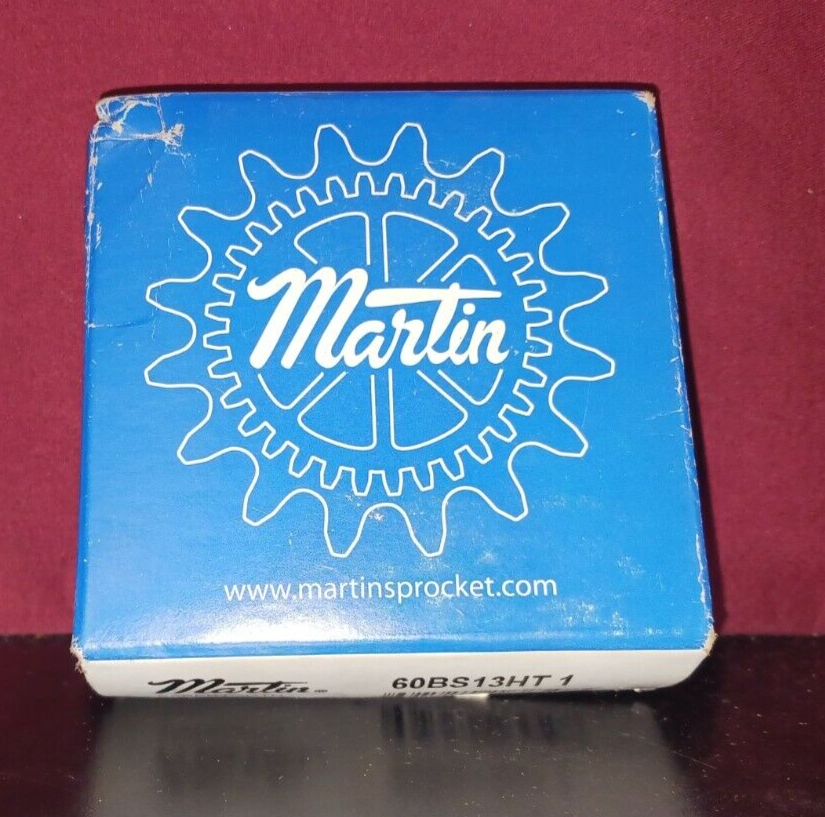 Martin
www.martinsprocket.com
Martin 60BS13HT 1